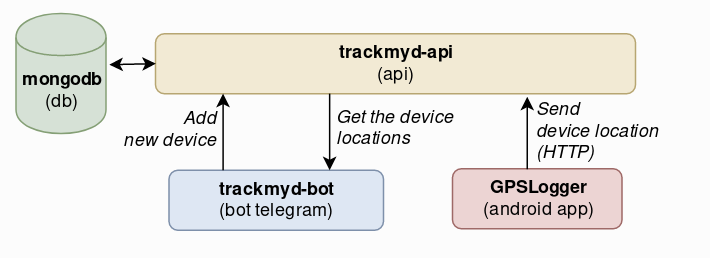 mongodb
(db)
trackmyd-api
(api)
Add
new device
Get the device
locations
Send
device location
(HTTP)
trackmyd-bot
(bot telegram)
GPSLogger
(android app)